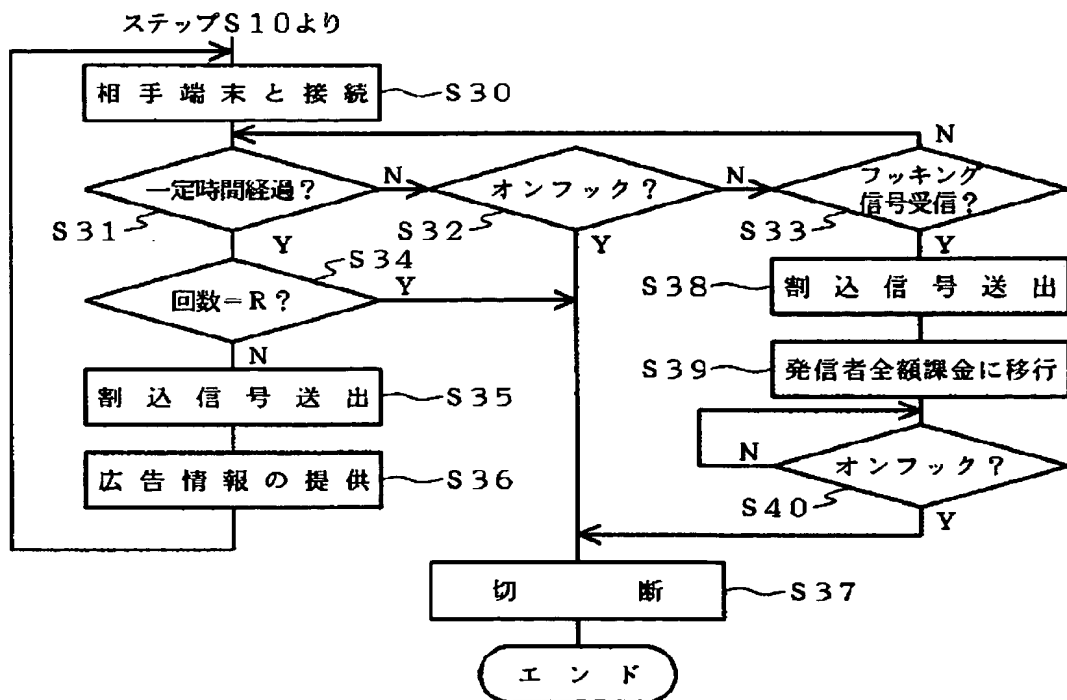 ステップS10より
相手端末と接続
S30
N
一定時間経過?
N
オンフック?
N
フッキング
信号受信?
S31
S32
S33
Y
Y
Y
S34
回数=R?
Y
S38
割込信号送出
N
S39
発信者全額課金に移行
割込信号送出
S35
N
オンフック?
広告情報の提供
S36
S40
Y
切断
S37
エンド